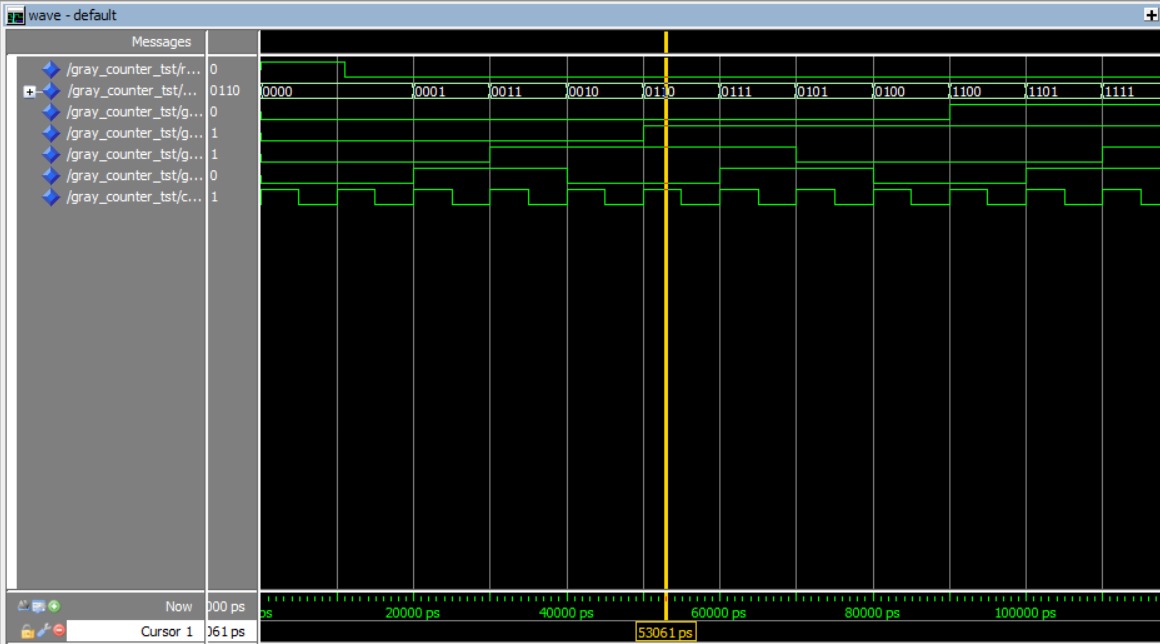 wave - default
Messages
/gray_counter_tst/r... 0
/gray_counter_tst/... 0110 0000 0001 0011 0010 0110 0111 0101 0100 1100 1101 1111
/gray_counter_tst/g... 0
/gray_counter_tst/g... 1
/gray_counter_tst/g... 1
/gray_counter_tst/g... 0
/gray_counter_tst/c... 1
Now 000 ps ps 20000 ps 40000 ps 60000 ps 80000 ps 100000 ps
Cursor 1 061 ps 53061 ps